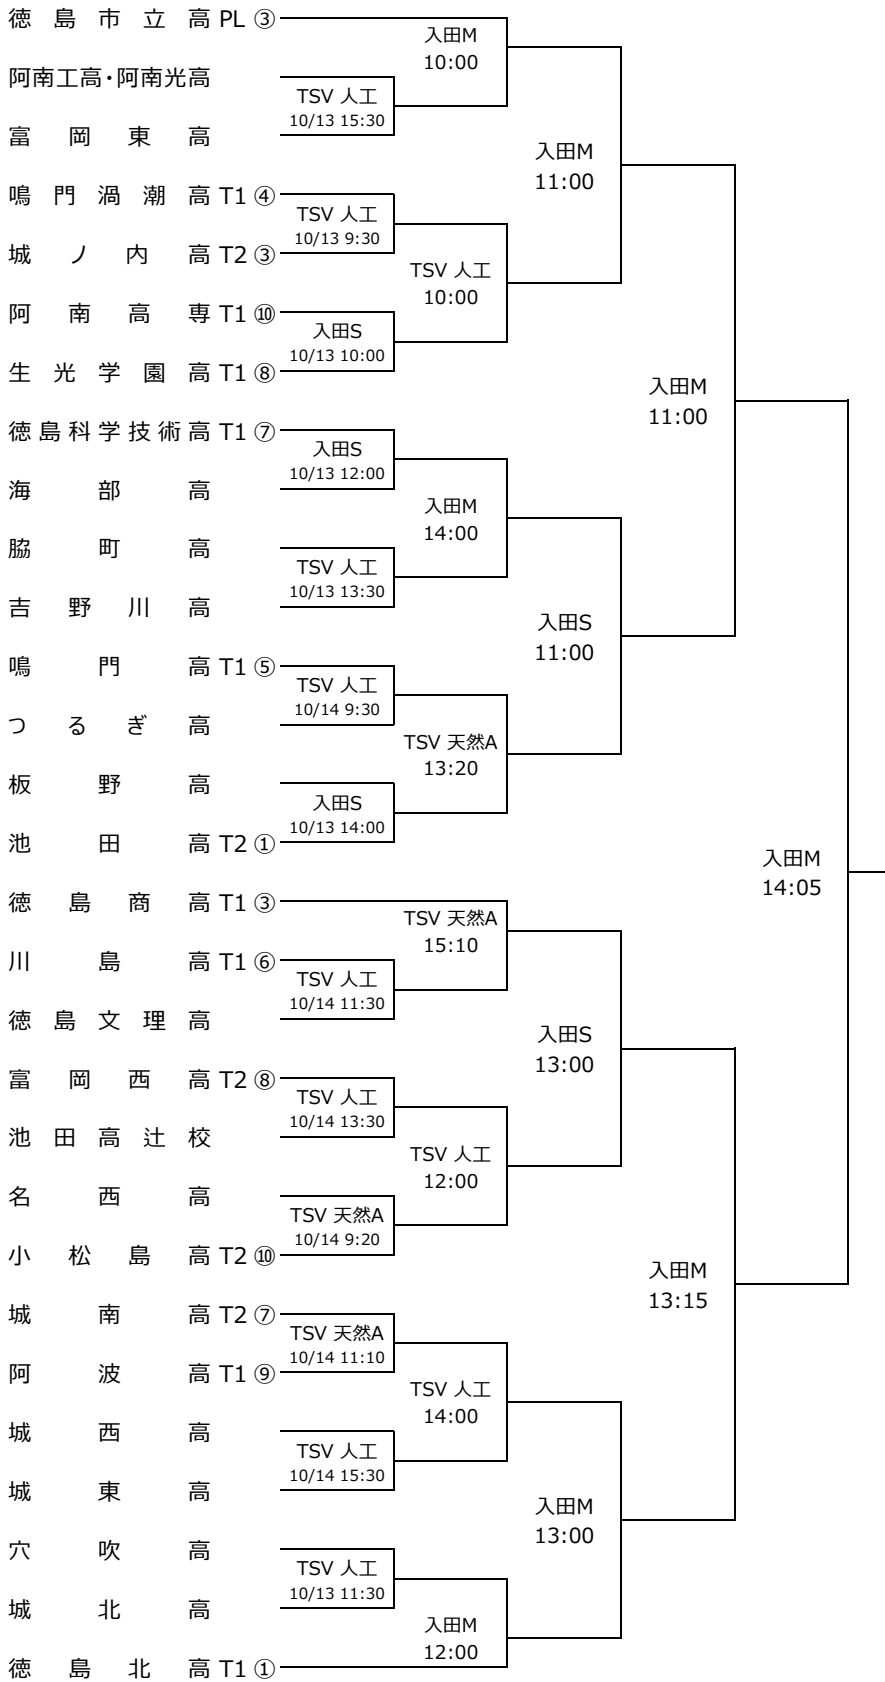 徳島市立高 PL ③
入田M
10:00
阿南工高・阿南光高
TSV 人工
10/13 15:30
富岡東高
入田M
11:00
鳴門渦潮高 T1 ④
TSV 人工
10/13 9:30
城ノ内高 T2 ③
TSV 人工
10:00
阿南高専 T1 ⑩
入田S
10/13 10:00
生光学園高 T1 ⑧
入田M
11:00
徳島科学技術高 T1 ⑦
入田S
10/13 12:00
海部高
入田M
14:00
脇町高
TSV 人工
10/13 13:30
吉野川高
入田S
11:00
鳴門高 T1 ⑤
TSV 人工
10/14 9:30
つるぎ高
TSV 天然A
13:20
板野高
入田S
10/13 14:00
池田高 T2 ①
入田M
14:05
徳島商高 T1 ③
TSV 天然A
15:10
川島高 T1 ⑥
TSV 人工
10/14 11:30
徳島文理高
入田S
13:00
富岡西高 T2 ⑧
TSV 人工
10/14 13:30
池田高辻校
TSV 人工
12:00
名西高
TSV 天然A
10/14 9:20
小松島高 T2 ⑩
入田M
13:15
城南高 T2 ⑦
TSV 天然A
10/14 11:10
阿波高 T1 ⑨
TSV 人工
14:00
城西高
TSV 人工
10/14 15:30
城東高
入田M
13:00
穴吹高
TSV 人工
10/13 11:30
城北高
入田M
12:00
徳島北高 T1 ①